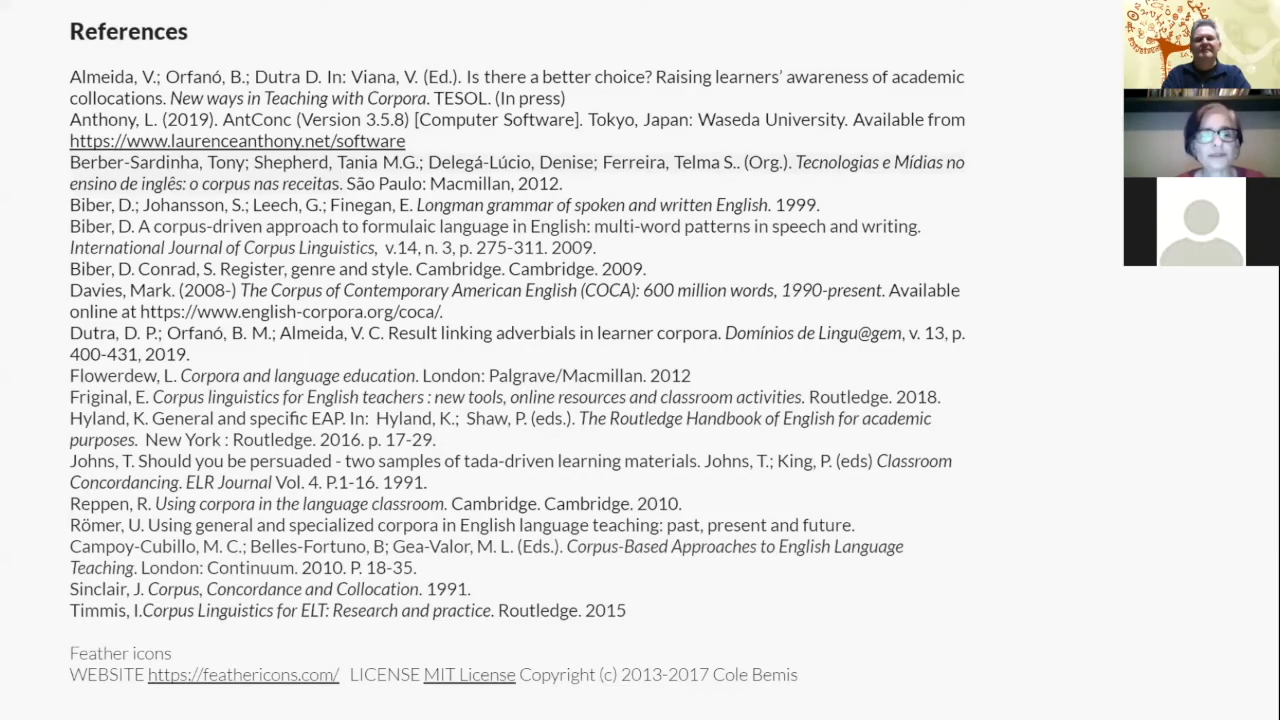 References
Almeida, V.; Orfanó, B.; Dutra D. In: Viana, V. (Ed.). Is there a better choice? Raising learners’ awareness of academic
collocations. New ways in Teaching with Corpora. TESOL. (In press)
Anthony, L. (2019). AntConc (Version 3.5.8) [Computer Software]. Tokyo, Japan: Waseda University. Available from
https://www.laurenceanthony.net/software
Berber-Sardinha, Tony; Shepherd, Tania M.G.; Delegá-Lúcio, Denise; Ferreira, Telma S.. (Org.). Tecnologias e Mídias no
ensino de inglês: o corpus nas receitas. São Paulo: Macmillan, 2012.
Biber, D.; Johansson, S.; Leech, G.; Finegan, E. Longman grammar of spoken and written English. 1999.
Biber, D. A corpus-driven approach to formulaic language in English: multi-word patterns in speech and writing.
International Journal of Corpus Linguistics, v.14, n. 3, p. 275-311. 2009.
Biber, D. Conrad, S. Register, genre and style. Cambridge. Cambridge. 2009.
Davies, Mark. (2008-) The Corpus of Contemporary American English (COCA): 600 million words, 1990-present. Available
online at https://www.english-corpora.org/coca/.
Dutra, D. P.; Orfanó, B. M.; Almeida, V. C. Result linking adverbials in learner corpora. Domínios de Lingu@gem, v. 13, p.
400-431, 2019.
Flowerdew, L. Corpora and language education. London: Palgrave/Macmillan. 2012
Friginal, E. Corpus linguistics for English teachers : new tools, online resources and classroom activities. Routledge. 2018.
Hyland, K. General and specific EAP. In: Hyland, K.; Shaw, P. (eds.). The Routledge Handbook of English for academic
purposes. New York : Routledge. 2016. p. 17-29.
Johns, T. Should you be persuaded - two samples of tada-driven learning materials. Johns, T.; King, P. (eds) Classroom
Concordancing. ELR Journal Vol. 4. P.1-16. 1991.
Reppen, R. Using corpora in the language classroom. Cambridge. Cambridge. 2010.
Römer, U. Using general and specialized corpora in English language teaching: past, present and future.
Campoy-Cubillo, M. C.; Belles-Fortuno, B; Gea-Valor, M. L. (Eds.). Corpus-Based Approaches to English Language
Teaching. London: Continuum. 2010. P. 18-35.
Sinclair, J. Corpus, Concordance and Collocation. 1991.
Timmis, I.Corpus Linguistics for ELT: Research and practice. Routledge. 2015
Feather icons
WEBSITE https://feathericons.com/ LICENSE MIT License Copyright (c) 2013-2017 Cole Bemis